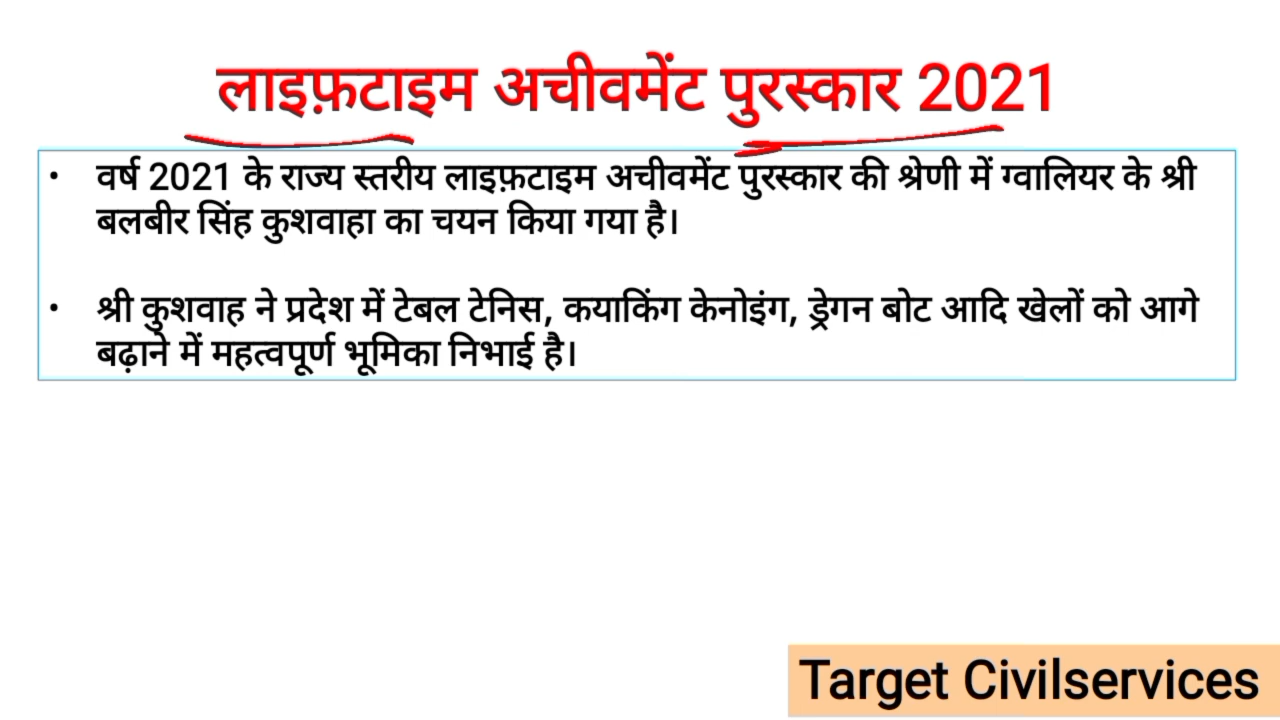 लाइफ़टाइम अचीवमेंट पुरस्कार 2021
• वर्ष 2021 के राज्य स्तरीय लाइफ़टाइम अचीवमेंट पुरस्कार की श्रेणी में ग्वालियर के श्री
बलबीर सिंह कुशवाहा का चयन किया गया है।
• श्री कुशवाह ने प्रदेश में टेबल टेनिस, कयाकिंग केनोइंग, ड्रेगन बोट आदि खेलों को आगे
बढ़ाने में महत्वपूर्ण भूमिका निभाई है।
Target Civilservices